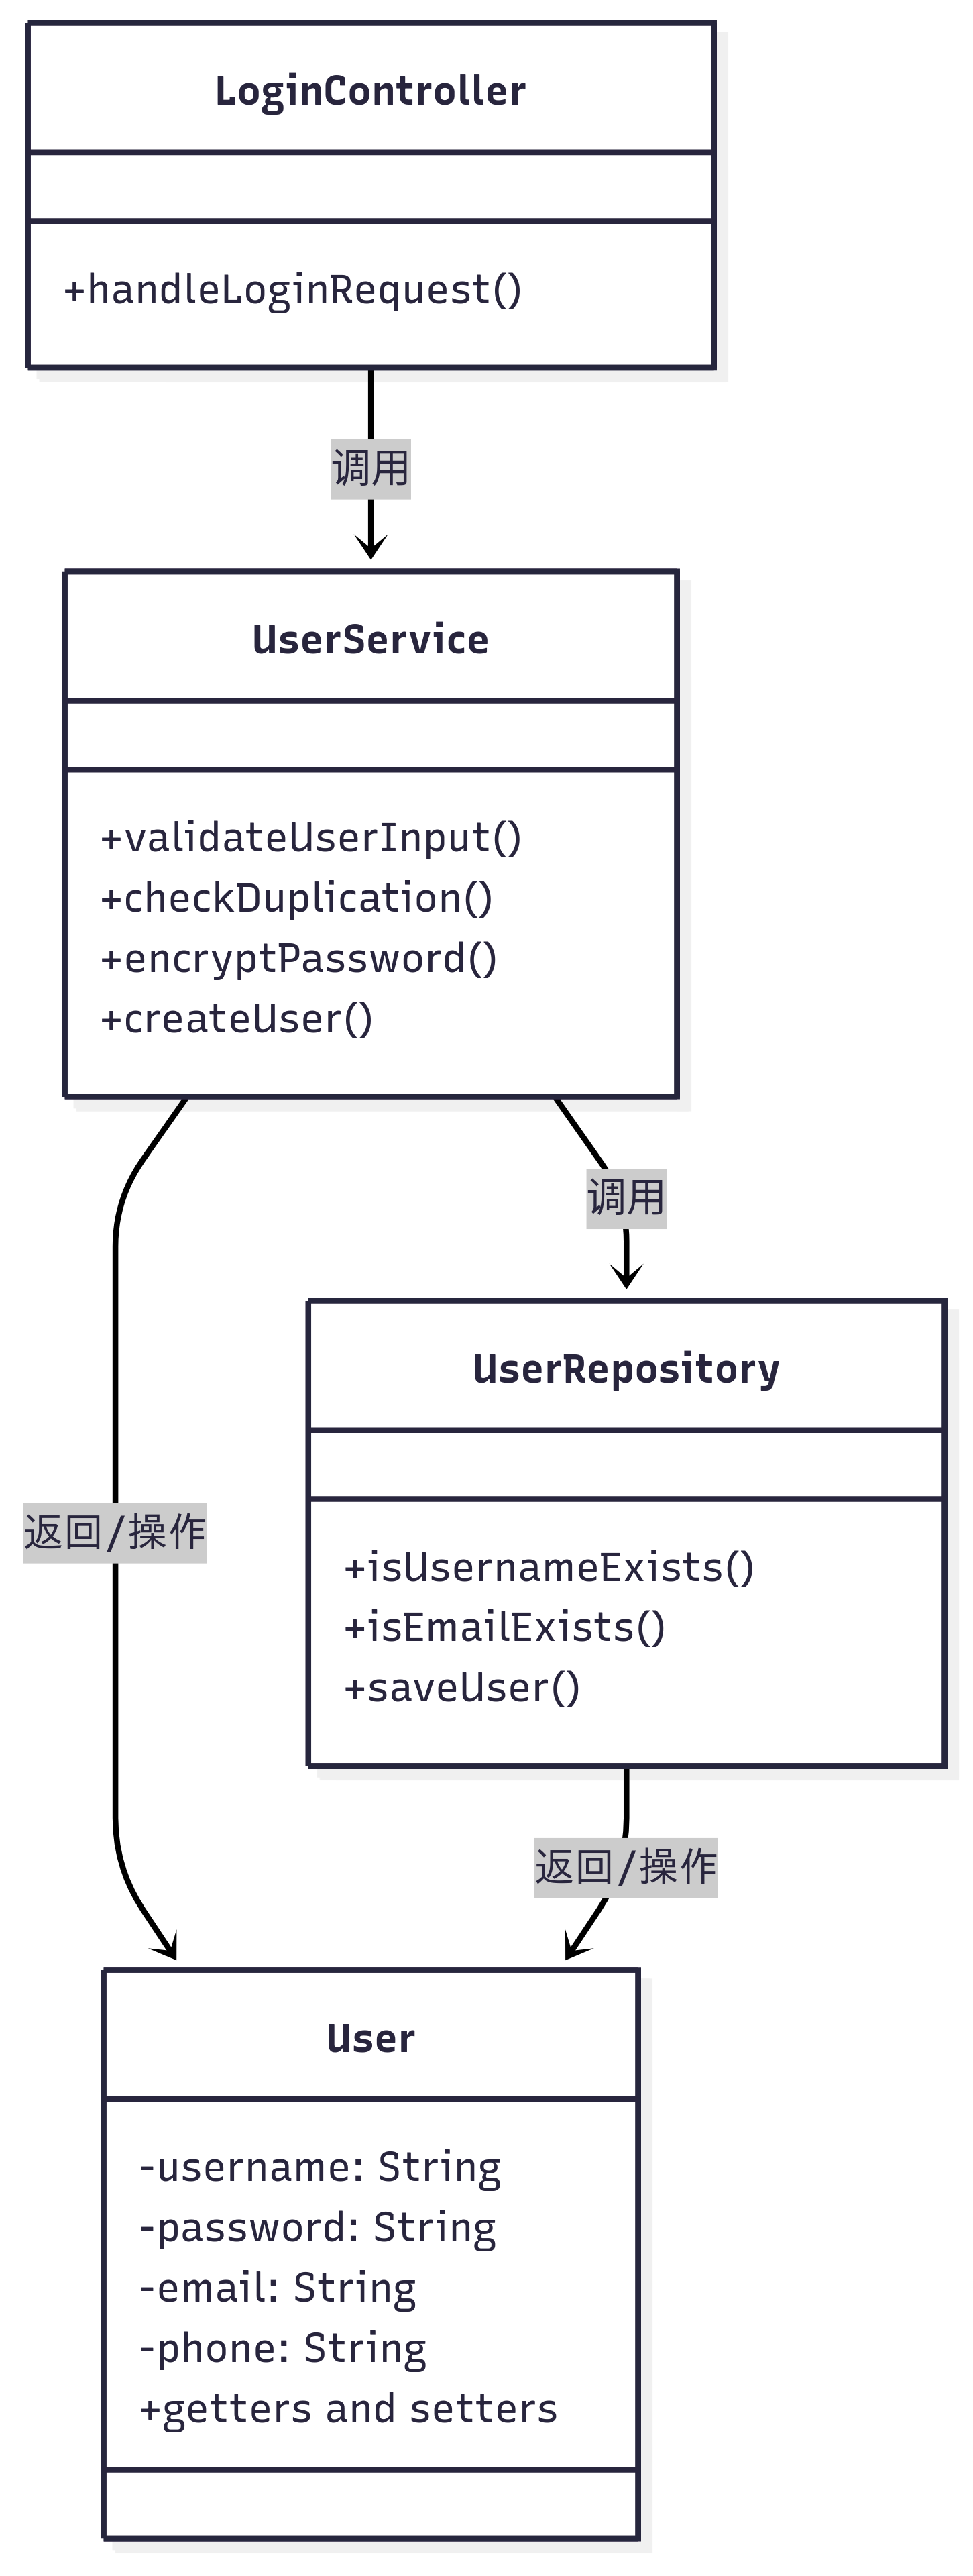 LoginController
+handleLoginRequest()
调用
UserService
+validateUserInput()
+checkDuplication()
+encryptPassword()
+createUser()
调用
UserRepository
+isUsernameExists()
+isEmailExists()
+saveUser()
返回/操作
返回/操作
User
-username: String
-password: String
-email: String
-phone: String
+getters and setters